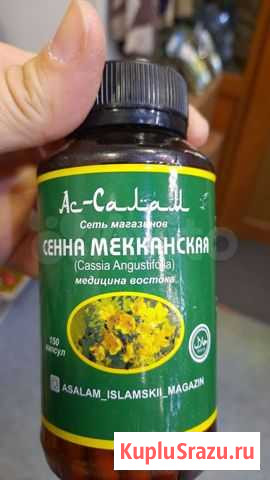 Ас-Салам
Сеть магазинов
СЕННА МЕККАНСКАЯ
(Cassia Angustifolia)
медицина востока
150
капсул
ASALAM_ISLAMSKII_MAGAZIN
KupluSrazu.ru